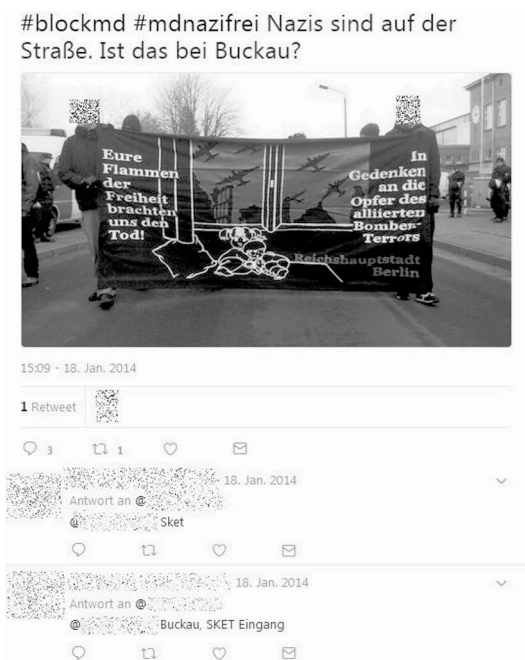 #blockmd #mdnazifrei Nazis sind auf der
Straße. Ist das bei Buckau?
Eure
Flammen
der
Freiheit
brachten
uns den
Tod!
In
Gedenken
an die
Opfer des
alliierten
Bomber-
Terrors
Reichshauptstadt
Berlin
15:09 - 18. Jan. 2014
1 Retweet
3 1
18. Jan. 2014
Antwort an @
@ Sket
18. Jan. 2014
Antwort an @
@ Buckau, SKET Eingang